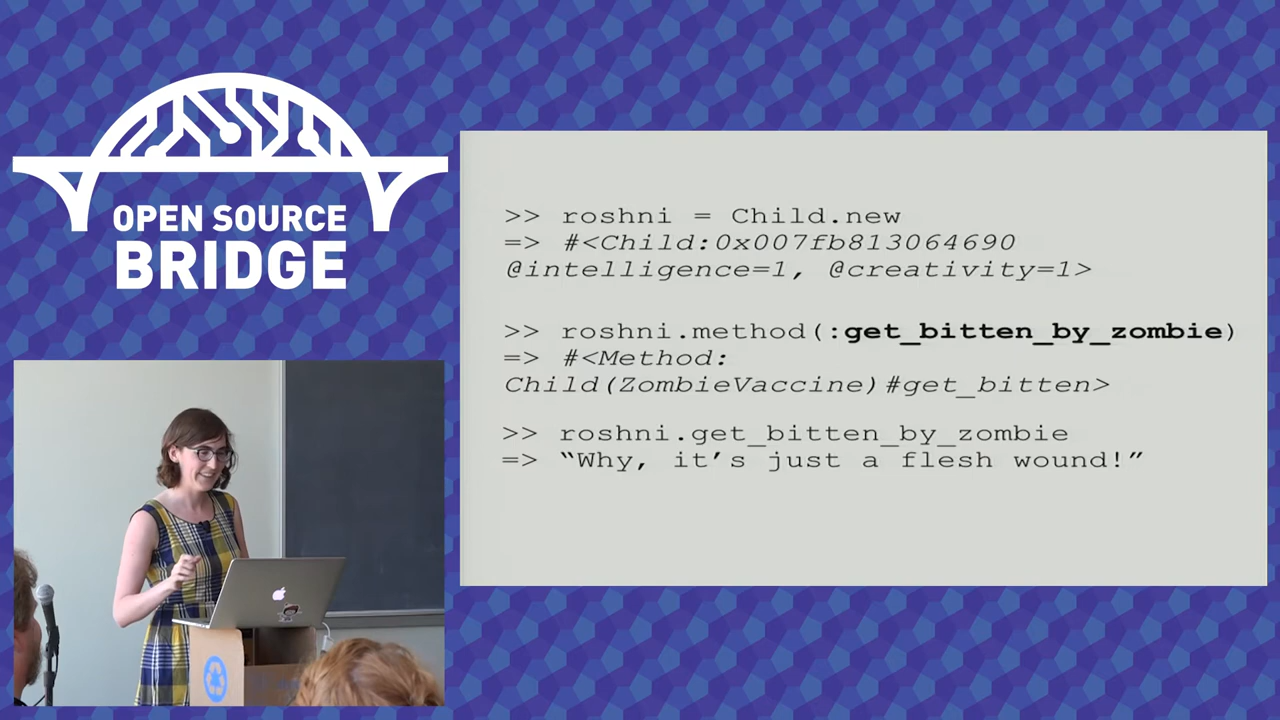 OPEN SOURCE
BRIDGE
>> roshni = Child.new
=> #<Child:0x007fb813064690
@intelligence=1, @creativity=1>
>> roshni.method(:get_bitten_by_zombie)
=> #<Method:
Child(ZombieVaccine)#get_bitten>
>> roshni.get_bitten_by_zombie
=> “Why, it’s just a flesh wound!”